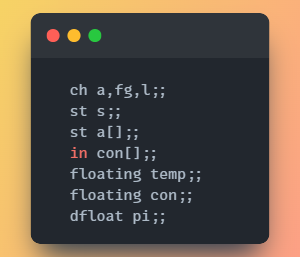 ch a,fg,l;;
st s;;
st a[];;
in con[];;
floating temp;;
floating con;;
dfloat pi;;